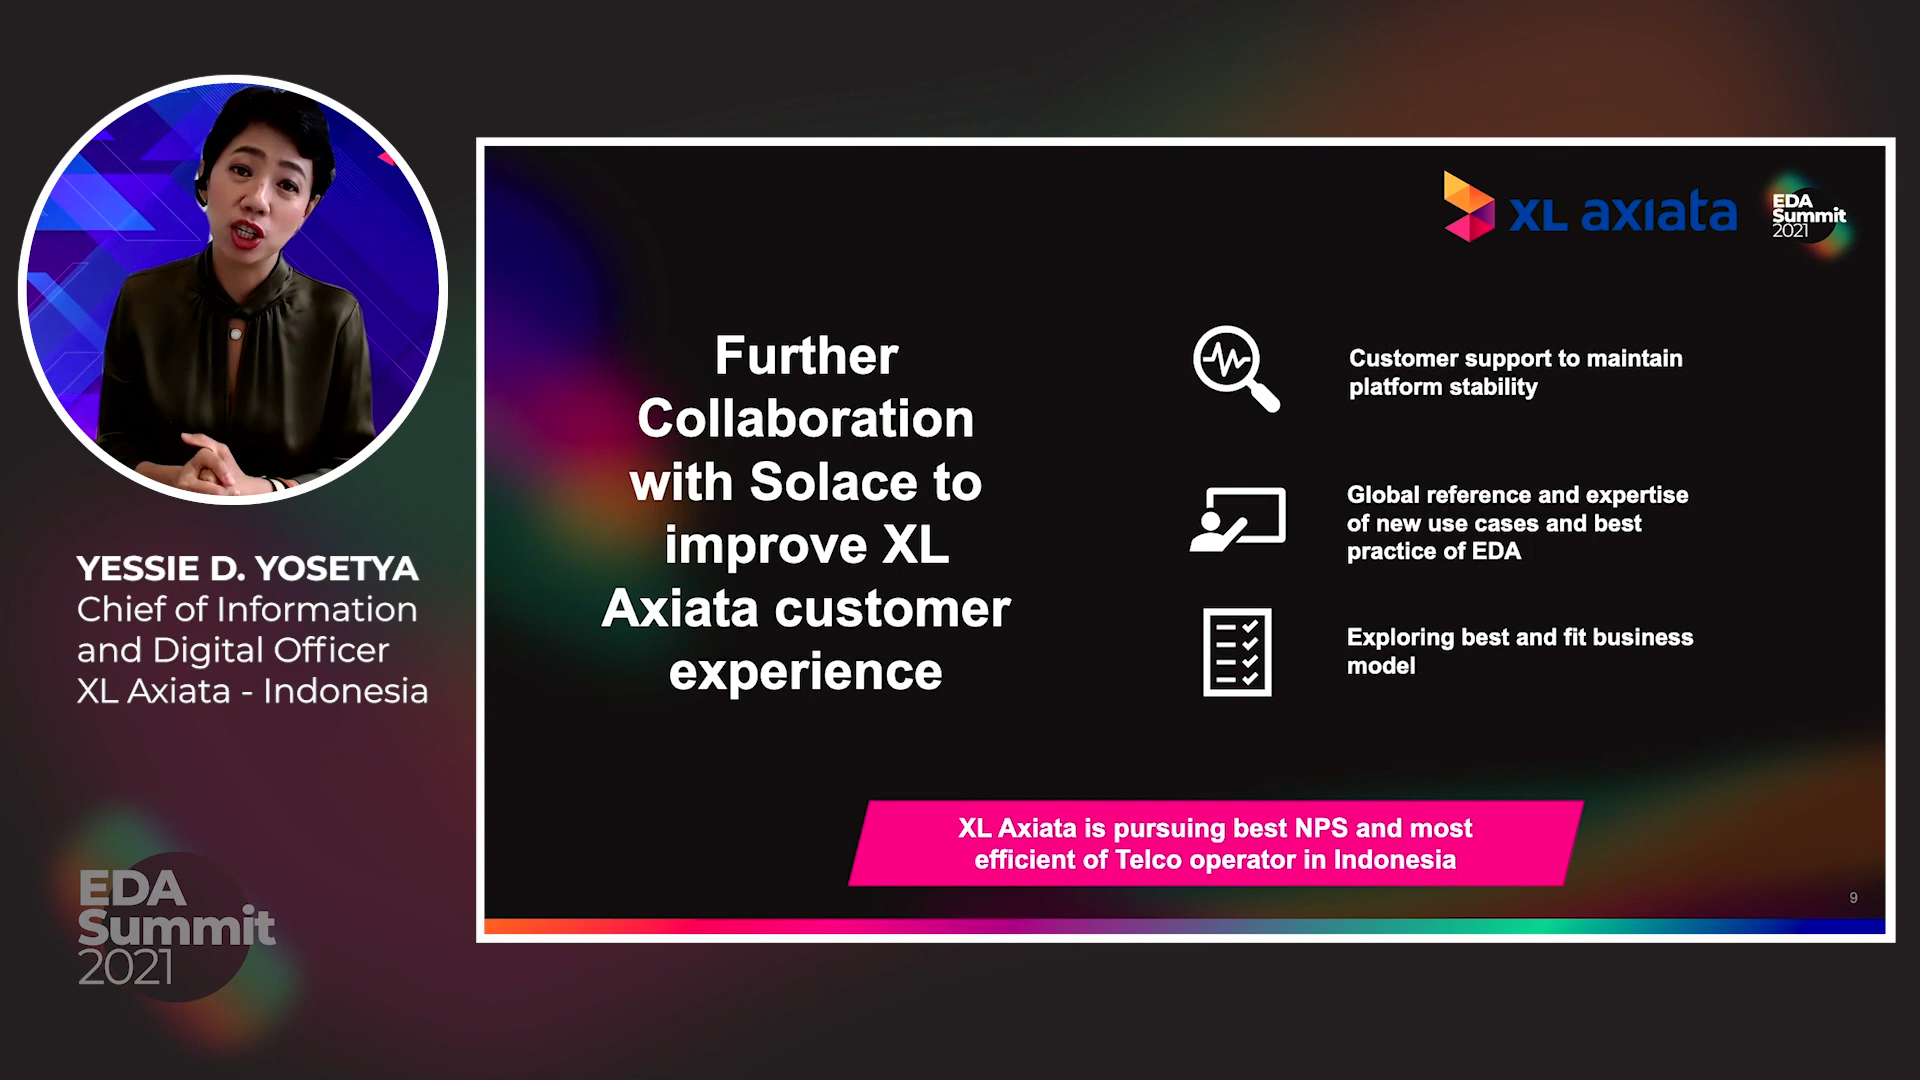 YESSIE D. YOSETYA
Chief of Information
and Digital Officer
XL Axiata - Indonesia
EDA
Summit
2021
XL axiata
EDA
Summit
2021
Further
Collaboration
with Solace to
improve XL
Axiata customer
experience
Customer support to maintain
platform stability
Global reference and expertise
of new use cases and best
practice of EDA
Exploring best and fit business
model
XL Axiata is pursuing best NPS and most
efficient of Telco operator in Indonesia
9